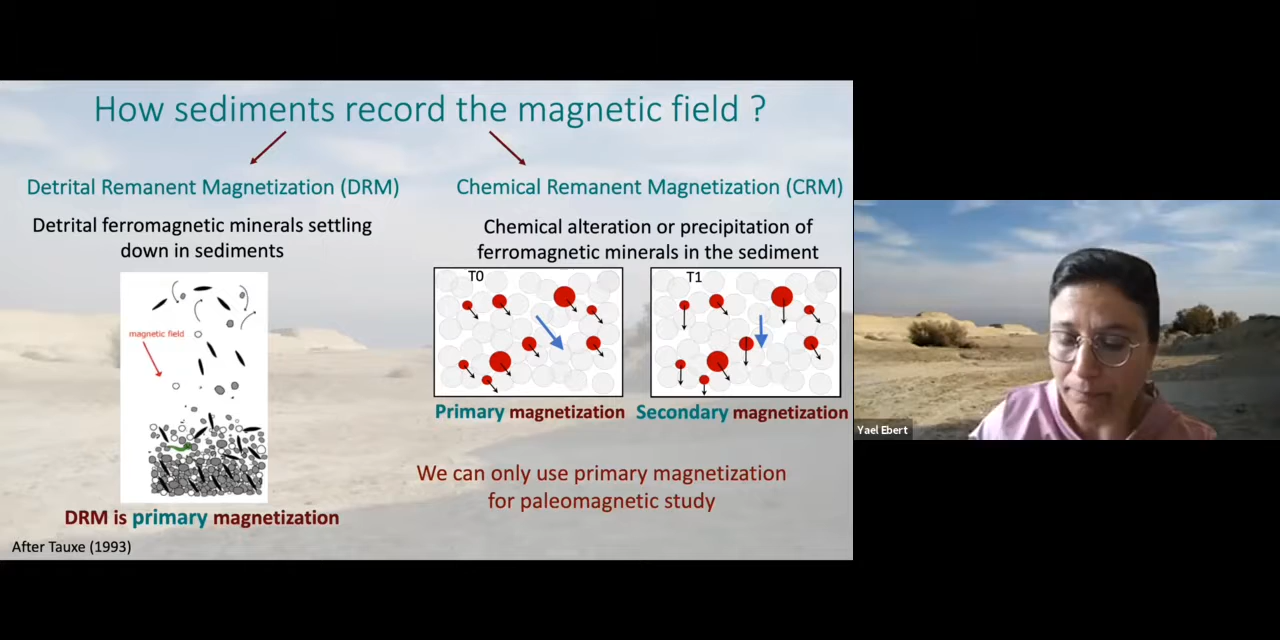 How sediments record the magnetic field ?
Detrital Remanent Magnetization (DRM)
Detrital ferromagnetic minerals settling
down in sediments
magnetic field
DRM is primary magnetization
After Tauxe (1993)
Chemical Remanent Magnetization (CRM)
Chemical alteration or precipitation of
ferromagnetic minerals in the sediment
T0
T1
Primary magnetization
Secondary magnetization
We can only use primary magnetization
for paleomagnetic study
Yael Ebert